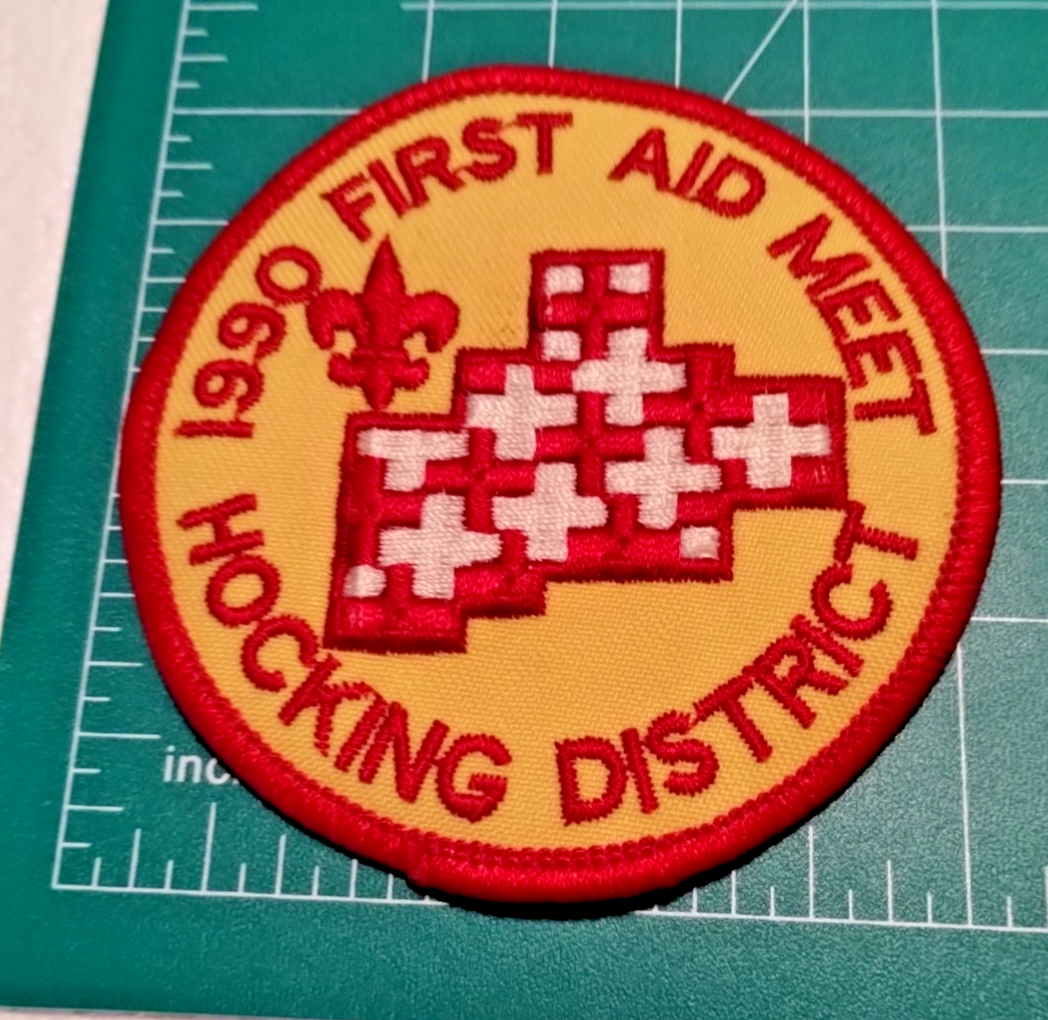 1990 FIRST AID MEET
HOCKING DISTRICT
inc